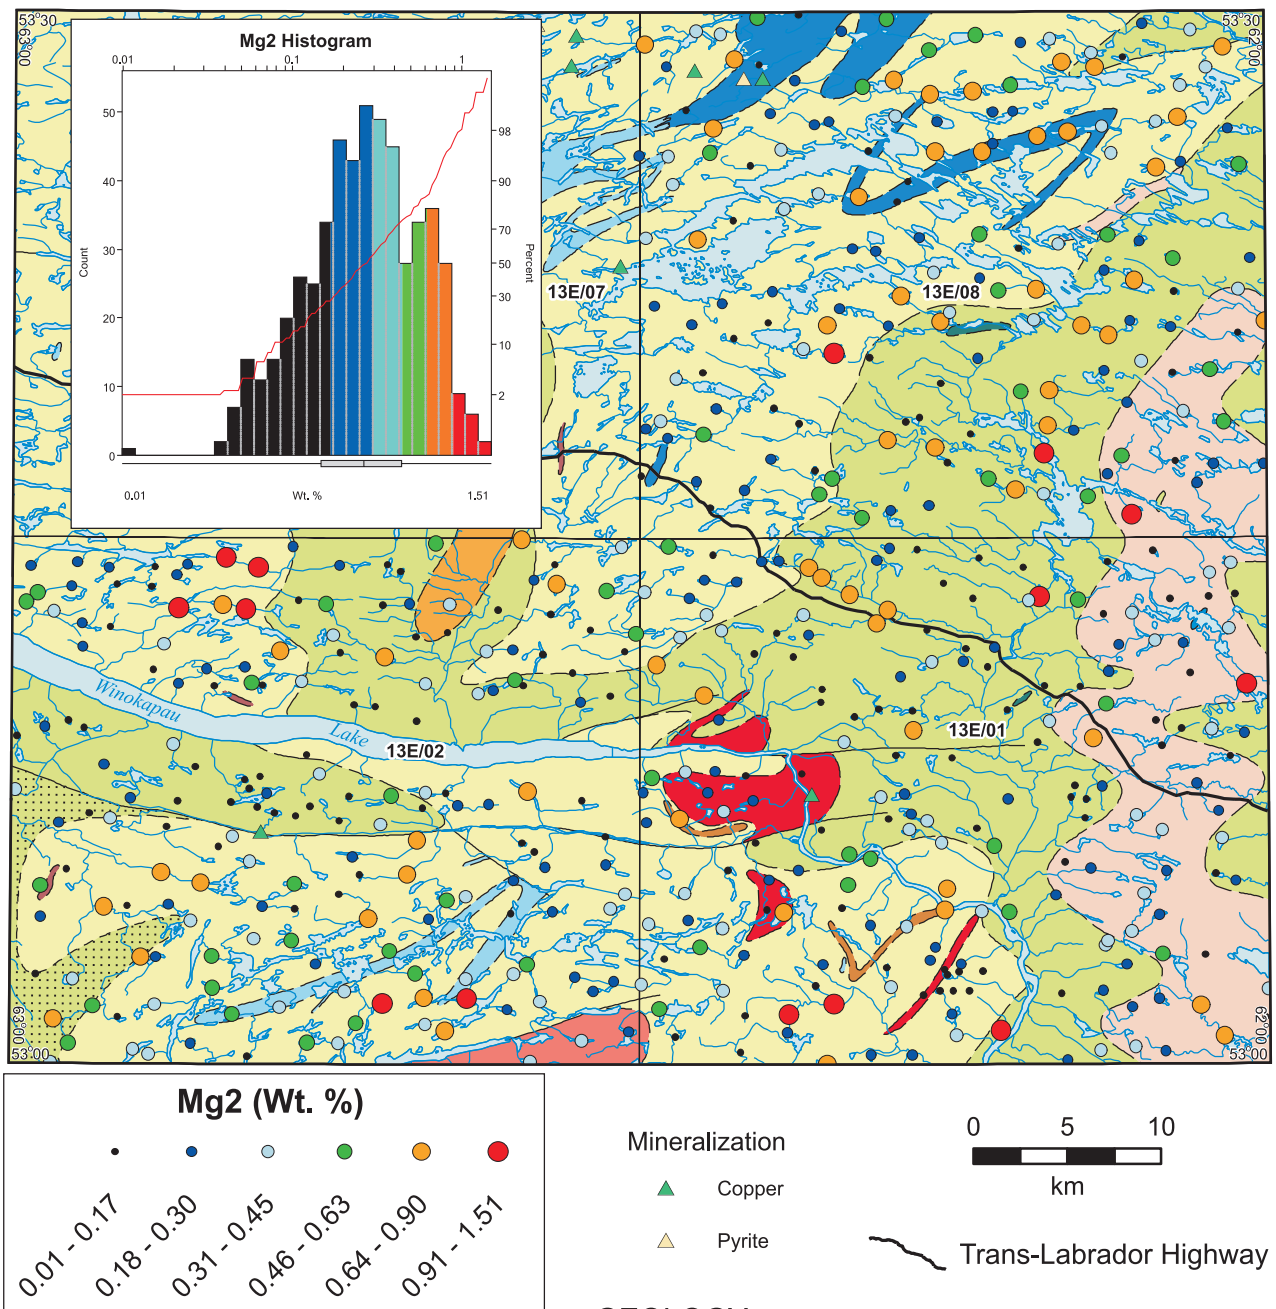 53°30
63°00
53°30
62°00
Mg2 Histogram
0.01 0.1 1
50
40
30
20
10
0
Count
98
90
70
50
30
10
2
Percent
0.01 Wt. % 1.51
13E/07
13E/08
Winokapau
Lake
13E/02
13E/01
63°00
53°00
62°00
53°00
Mg2 (Wt. %)
0.01 - 0.17
0.18 - 0.30
0.31 - 0.45
0.46 - 0.63
0.64 - 0.90
0.91 - 1.51
Mineralization
Copper
Pyrite
0 5 10
km
Trans-Labrador Highway